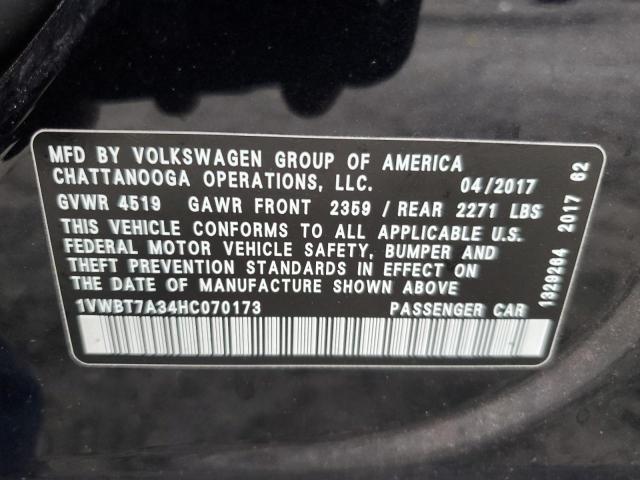 MFD BY VOLKSWAGEN GROUP OF AMERICA
CHATTANOOGA OPERATIONS, LLC. 04/2017
GVWR 4519 GAWR FRONT 2359 / REAR 2271 LBS
THIS VEHICLE CONFORMS TO ALL APPLICABLE U.S.
FEDERAL MOTOR VEHICLE SAFETY, BUMPER AND
THEFT PREVENTION STANDARDS IN EFFECT ON
THE DATE OF MANUFACTURE SHOWN ABOVE
1VWBT7A34HC070173 PASSENGER CAR
1329284 2017 62